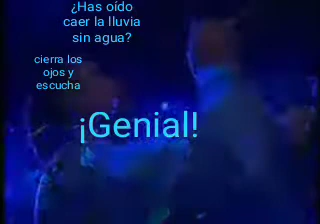 ¿Has oído
caer la lluvia
sin agua?
cierra los
ojos y
escucha
¡Genial!